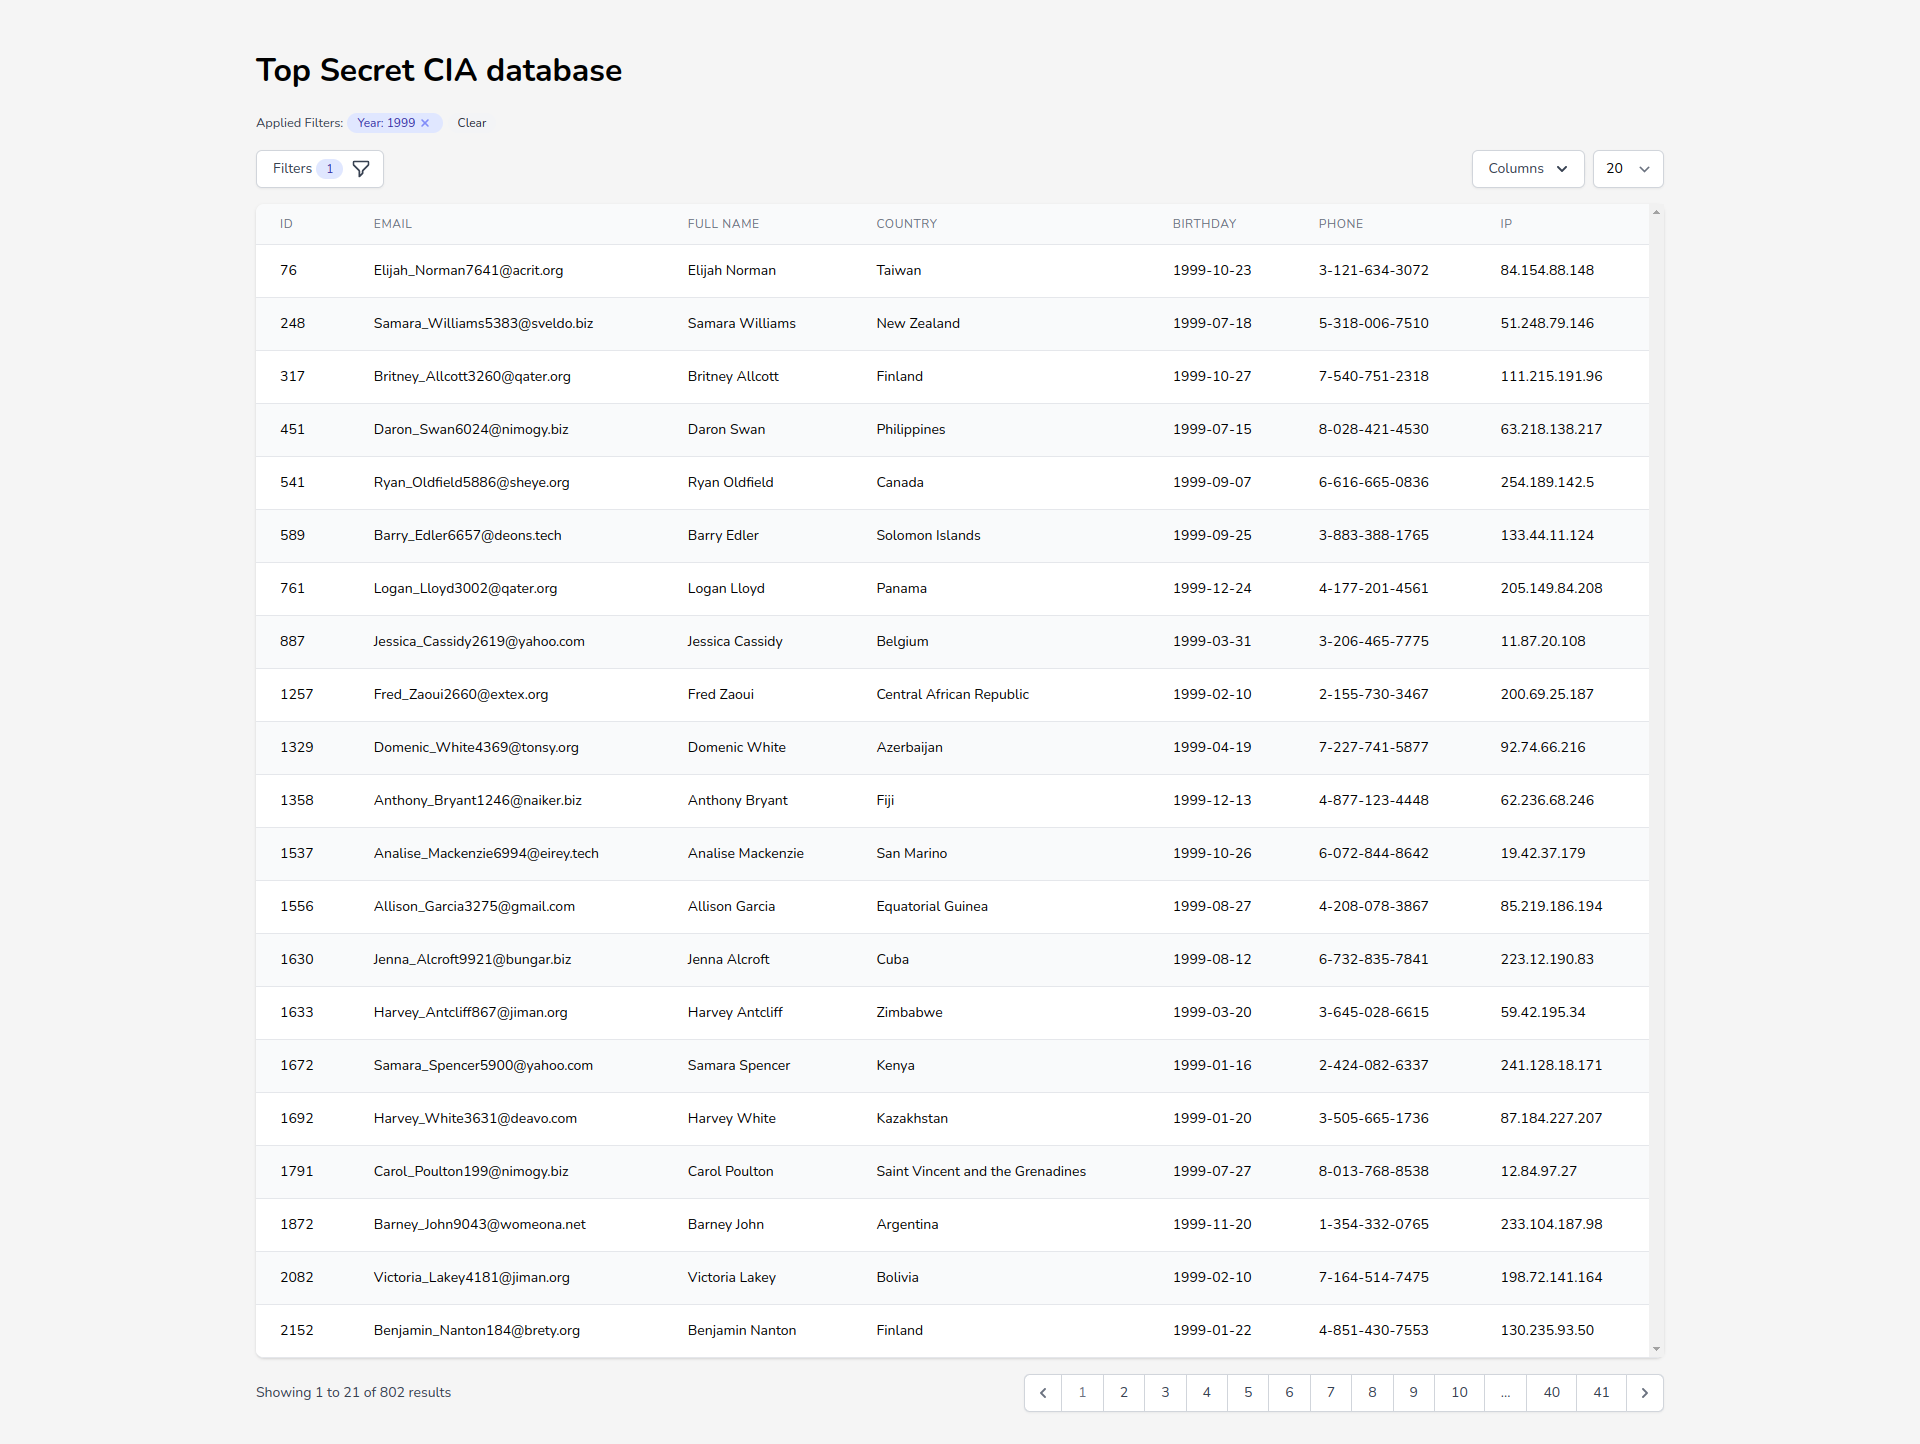 Top Secret CIA database
Applied Filters: Year: 1999 × Clear
Filters 1 Columns 20
ID EMAIL FULL NAME COUNTRY BIRTHDAY PHONE IP
76 Elijah_Norman7641@acrit.org Elijah Norman Taiwan 1999-10-23 3-121-634-3072 84.154.88.148
248 Samara_Williams5383@sveldo.biz Samara Williams New Zealand 1999-07-18 5-318-006-7510 51.248.79.146
317 Britney_Allcott3260@qater.org Britney Allcott Finland 1999-10-27 7-540-751-2318 111.215.191.96
451 Daron_Swan6024@nimogy.biz Daron Swan Philippines 1999-07-15 8-028-421-4530 63.218.138.217
541 Ryan_Oldfield5886@sheye.org Ryan Oldfield Canada 1999-09-07 6-616-665-0836 254.189.142.5
589 Barry_Edler6657@deons.tech Barry Edler Solomon Islands 1999-09-25 3-883-388-1765 133.44.11.124
761 Logan_Lloyd3002@qater.org Logan Lloyd Panama 1999-12-24 4-177-201-4561 205.149.84.208
887 Jessica_Cassidy2619@yahoo.com Jessica Cassidy Belgium 1999-03-31 3-206-465-7775 11.87.20.108
1257 Fred_Zaoui2660@extex.org Fred Zaoui Central African Republic 1999-02-10 2-155-730-3467 200.69.25.187
1329 Domenic_White4369@tonsy.org Domenic White Azerbaijan 1999-04-19 7-227-741-5877 92.74.66.216
1358 Anthony_Bryant1246@naiker.biz Anthony Bryant Fiji 1999-12-13 4-877-123-4448 62.236.68.246
1537 Analise_Mackenzie6994@eirey.tech Analise Mackenzie San Marino 1999-10-26 6-072-844-8642 19.42.37.179
1556 Allison_Garcia3275@gmail.com Allison Garcia Equatorial Guinea 1999-08-27 4-208-078-3867 85.219.186.194
1630 Jenna_Alcroft9921@bungar.biz Jenna Alcroft Cuba 1999-08-12 6-732-835-7841 223.12.190.83
1633 Harvey_Antcliff867@jiman.org Harvey Antcliff Zimbabwe 1999-03-20 3-645-028-6615 59.42.195.34
1672 Samara_Spencer5900@yahoo.com Samara Spencer Kenya 1999-01-16 2-424-082-6337 241.128.18.171
1692 Harvey_White3631@deavo.com Harvey White Kazakhstan 1999-01-20 3-505-665-1736 87.184.227.207
1791 Carol_Poulton199@nimogy.biz Carol Poulton Saint Vincent and the Grenadines 1999-07-27 8-013-768-8538 12.84.97.27
1872 Barney_John9043@womeona.net Barney John Argentina 1999-11-20 1-354-332-0765 233.104.187.98
2082 Victoria_Lakey4181@jiman.org Victoria Lakey Bolivia 1999-02-10 7-164-514-7475 198.72.141.164
2152 Benjamin_Nanton184@brety.org Benjamin Nanton Finland 1999-01-22 4-851-430-7553 130.235.93.50
Showing 1 to 21 of 802 results 1 2 3 4 5 6 7 8 9 10 ... 40 41